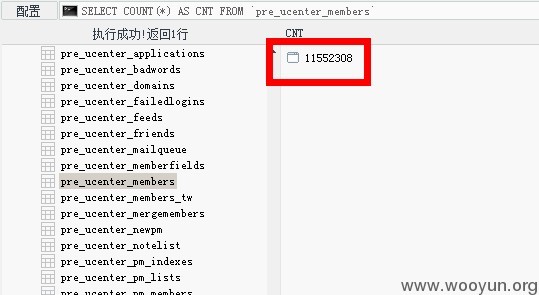 配置
SELECT COUNT(*) AS CNT FROM `pre_ucenter_members`
执行成功!返回1行
CNT
11552308
pre_ucenter_applications
pre_ucenter_badwords
pre_ucenter_domains
pre_ucenter_failedlogins
pre_ucenter_feeds
pre_ucenter_friends
pre_ucenter_mailqueue
pre_ucenter_memberfields
pre_ucenter_members
pre_ucenter_members_tw
pre_ucenter_mergemembers
pre_ucenter_newpm
pre_ucenter_notelist
pre_ucenter_pm_indexes
pre_ucenter_pm_lists
pre_ucenter_pm_members
www.wooyun.org